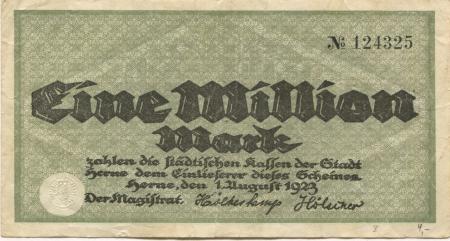 № 124325
Eine Million
Mark
zahlen die städtischen Kassen der Stadt
Herne dem Einlieferer dieses Scheines
Herne, den 1. August 1923
Der Magistrat.